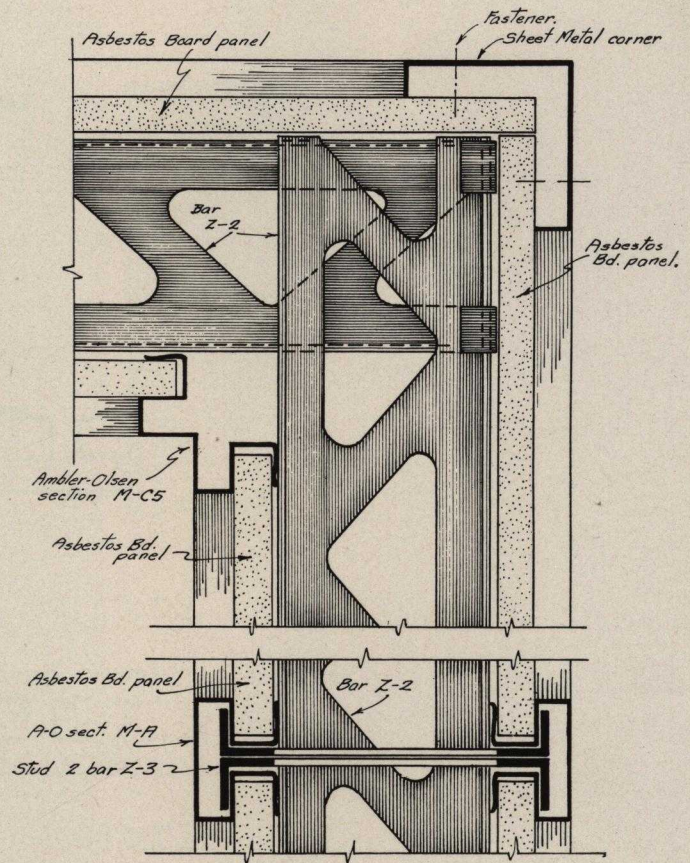 Fastener.
Asbestos Board panel
Sheet Metal corner
Bar
Z-2
Asbestos
Bd. panel.
Ambler-Olsen
section M-C5
Asbestos Bd.
panel
Asbestos Bd. panel
Bar Z-2
A-O sect. M-A
Stud 2 bar Z-3